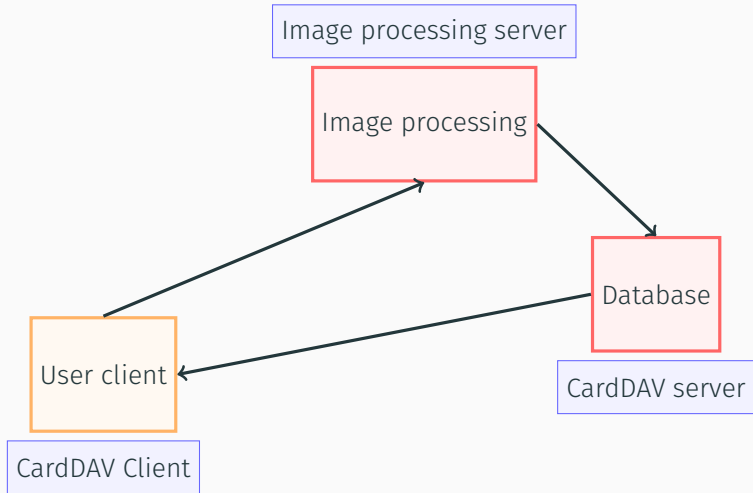 Image processing server
Image processing
Database
User client
CardDAV server
CardDAV Client